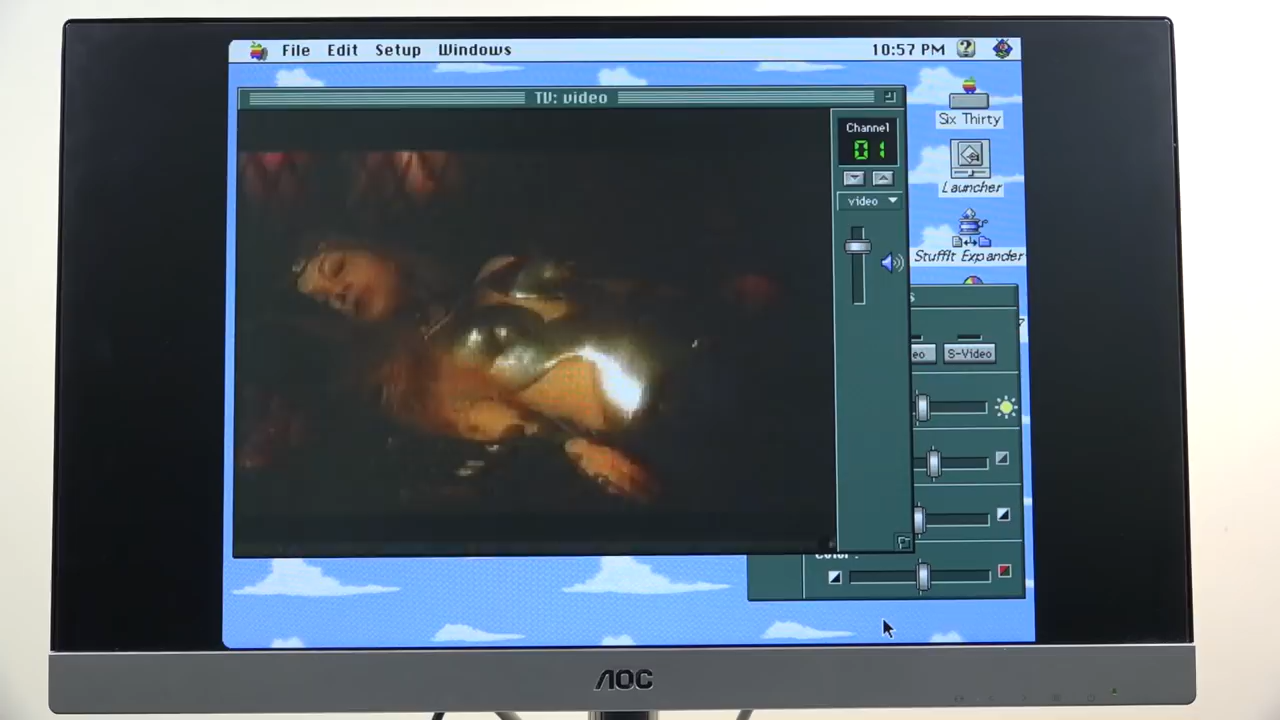 File Edit Setup Windows 10:57 PM
TV: video
Channel
01
video
Six Thirty
Launcher
StuffIt Expander
S-Video
Color:
AOC